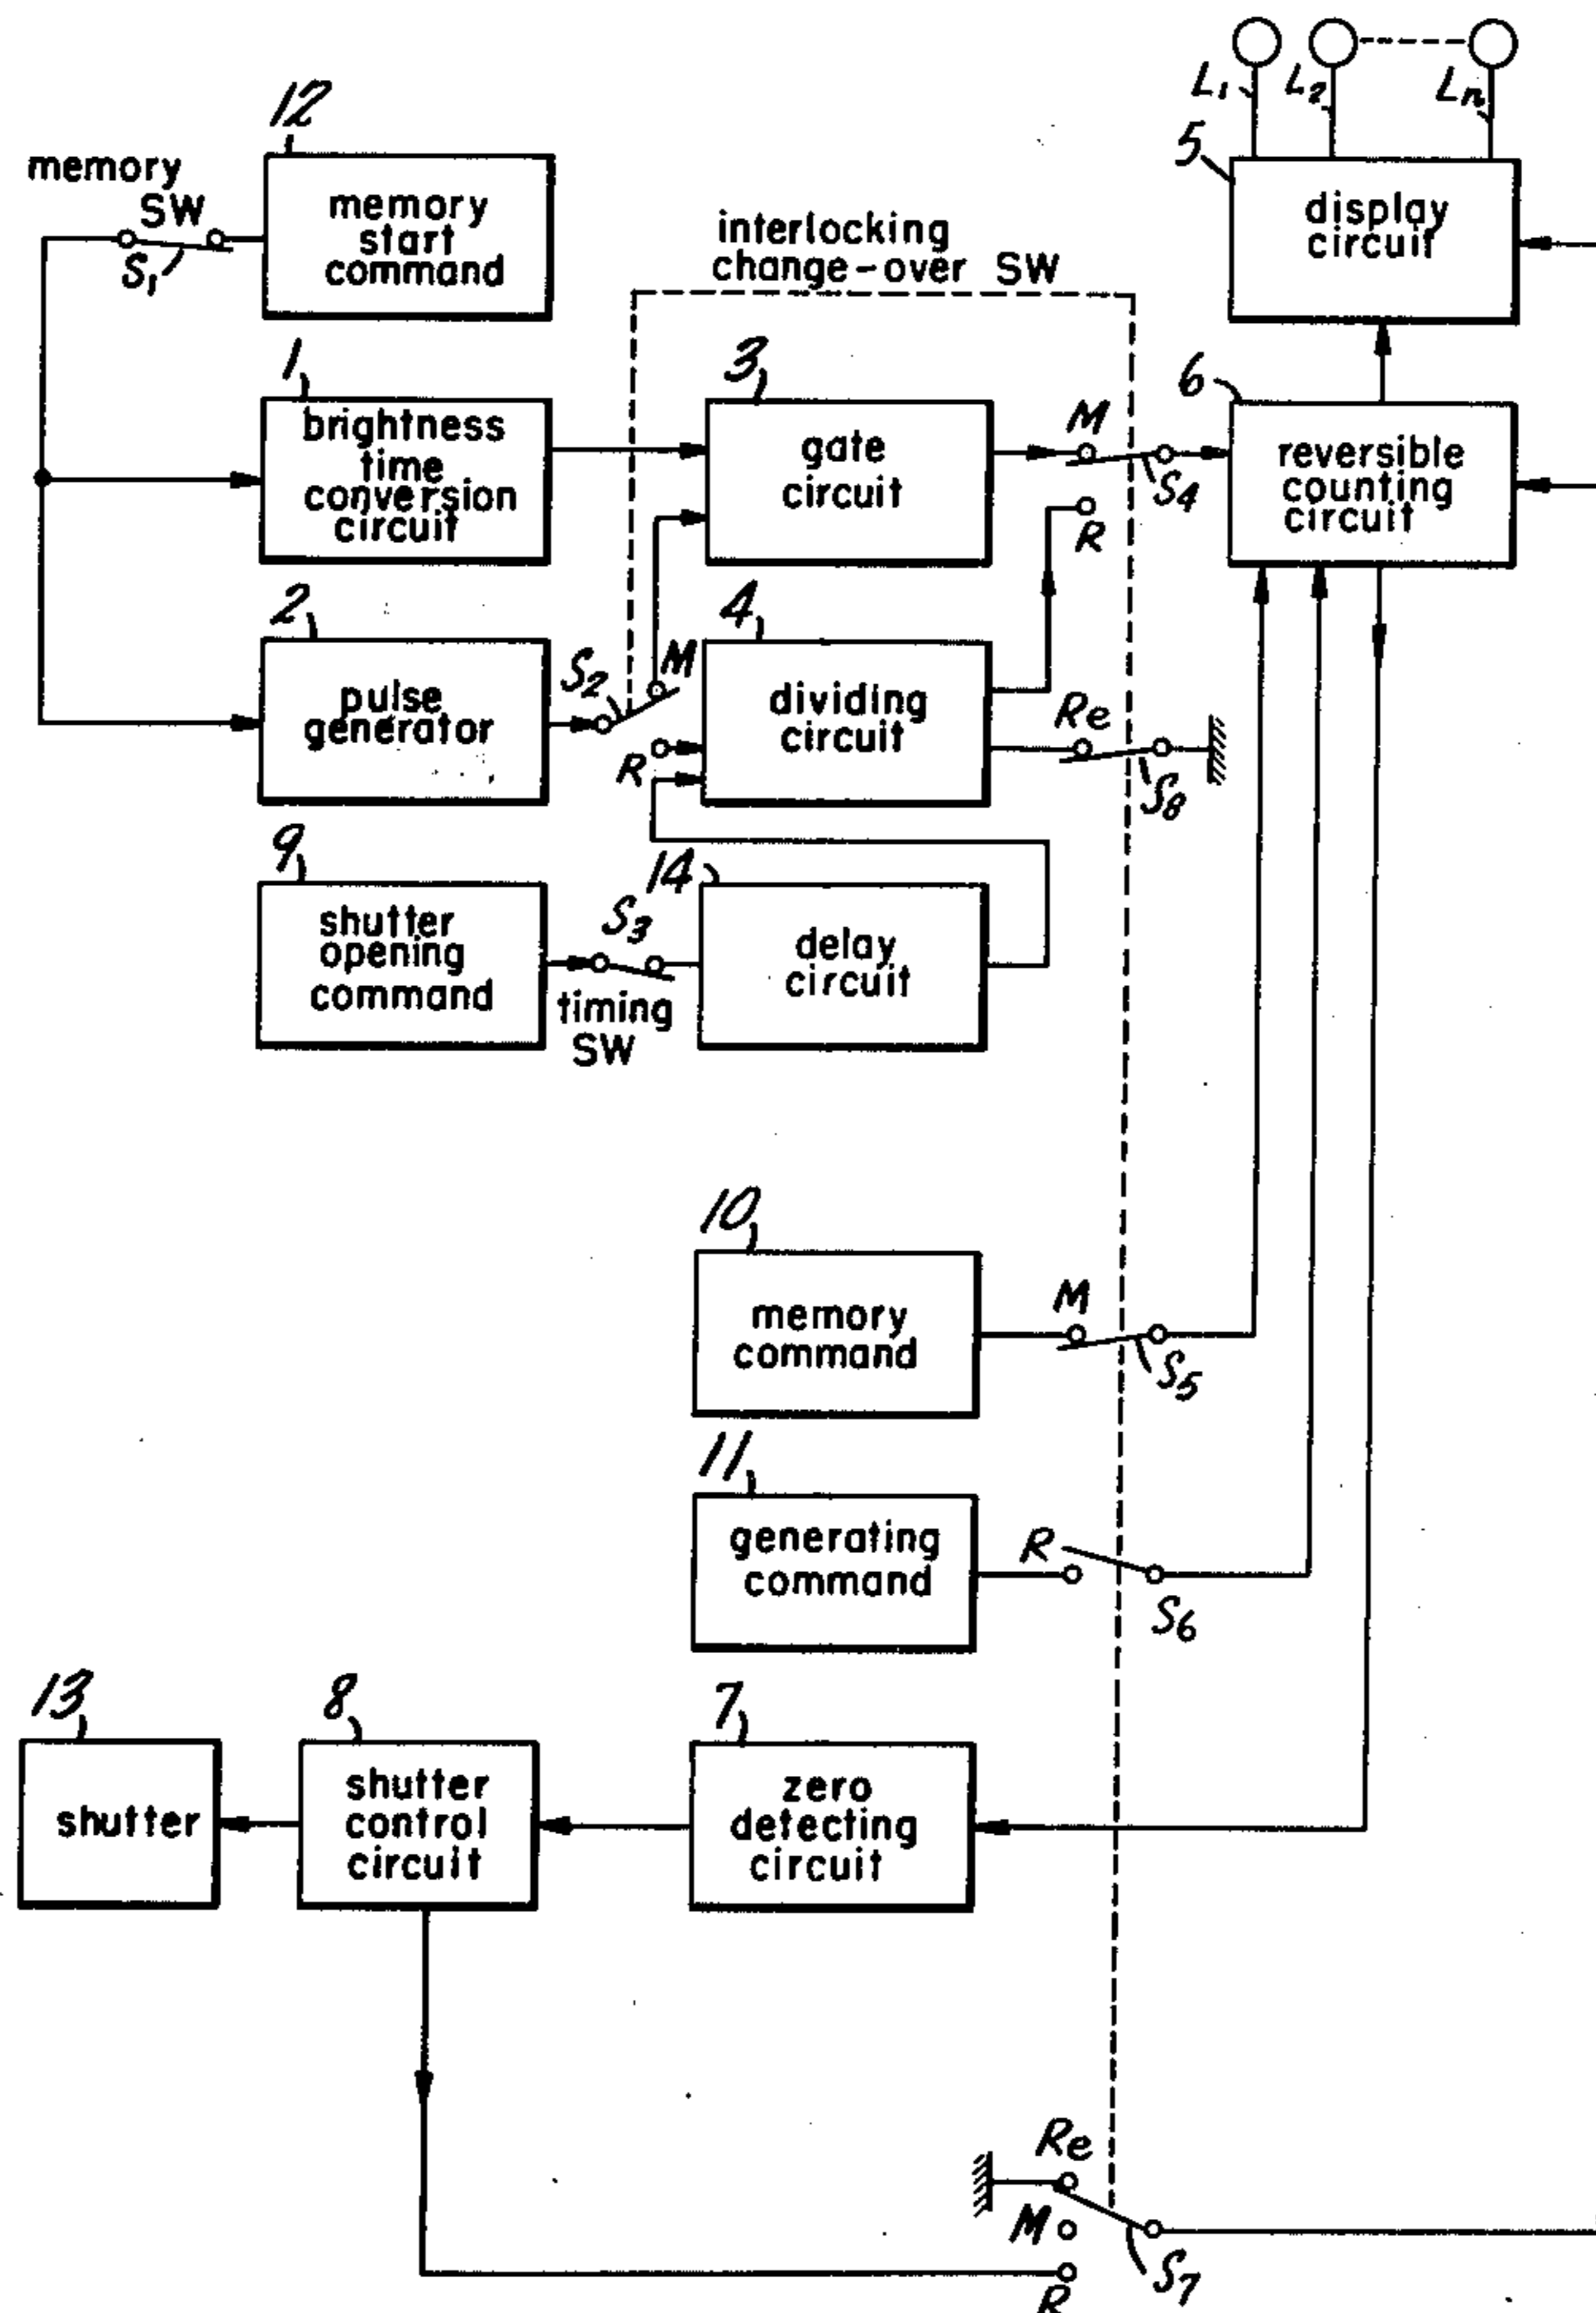 L1
L2
Ln
12
memory
SW
S1
memory
start
command
interlocking
change-over SW
5
display
circuit
1
brightness
time
conversion
circuit
3
gate
circuit
M
S4
R
6
reversible
counting
circuit
2
pulse
generator
S2
M
R
4
dividing
circuit
Re
S8
9
shutter
opening
command
S3
timing
SW
14
delay
circuit
10
memory
command
M
S5
11
generating
command
R
S6
13
shutter
8
shutter
control
circuit
7
zero
detecting
circuit
Re
M
R
S7